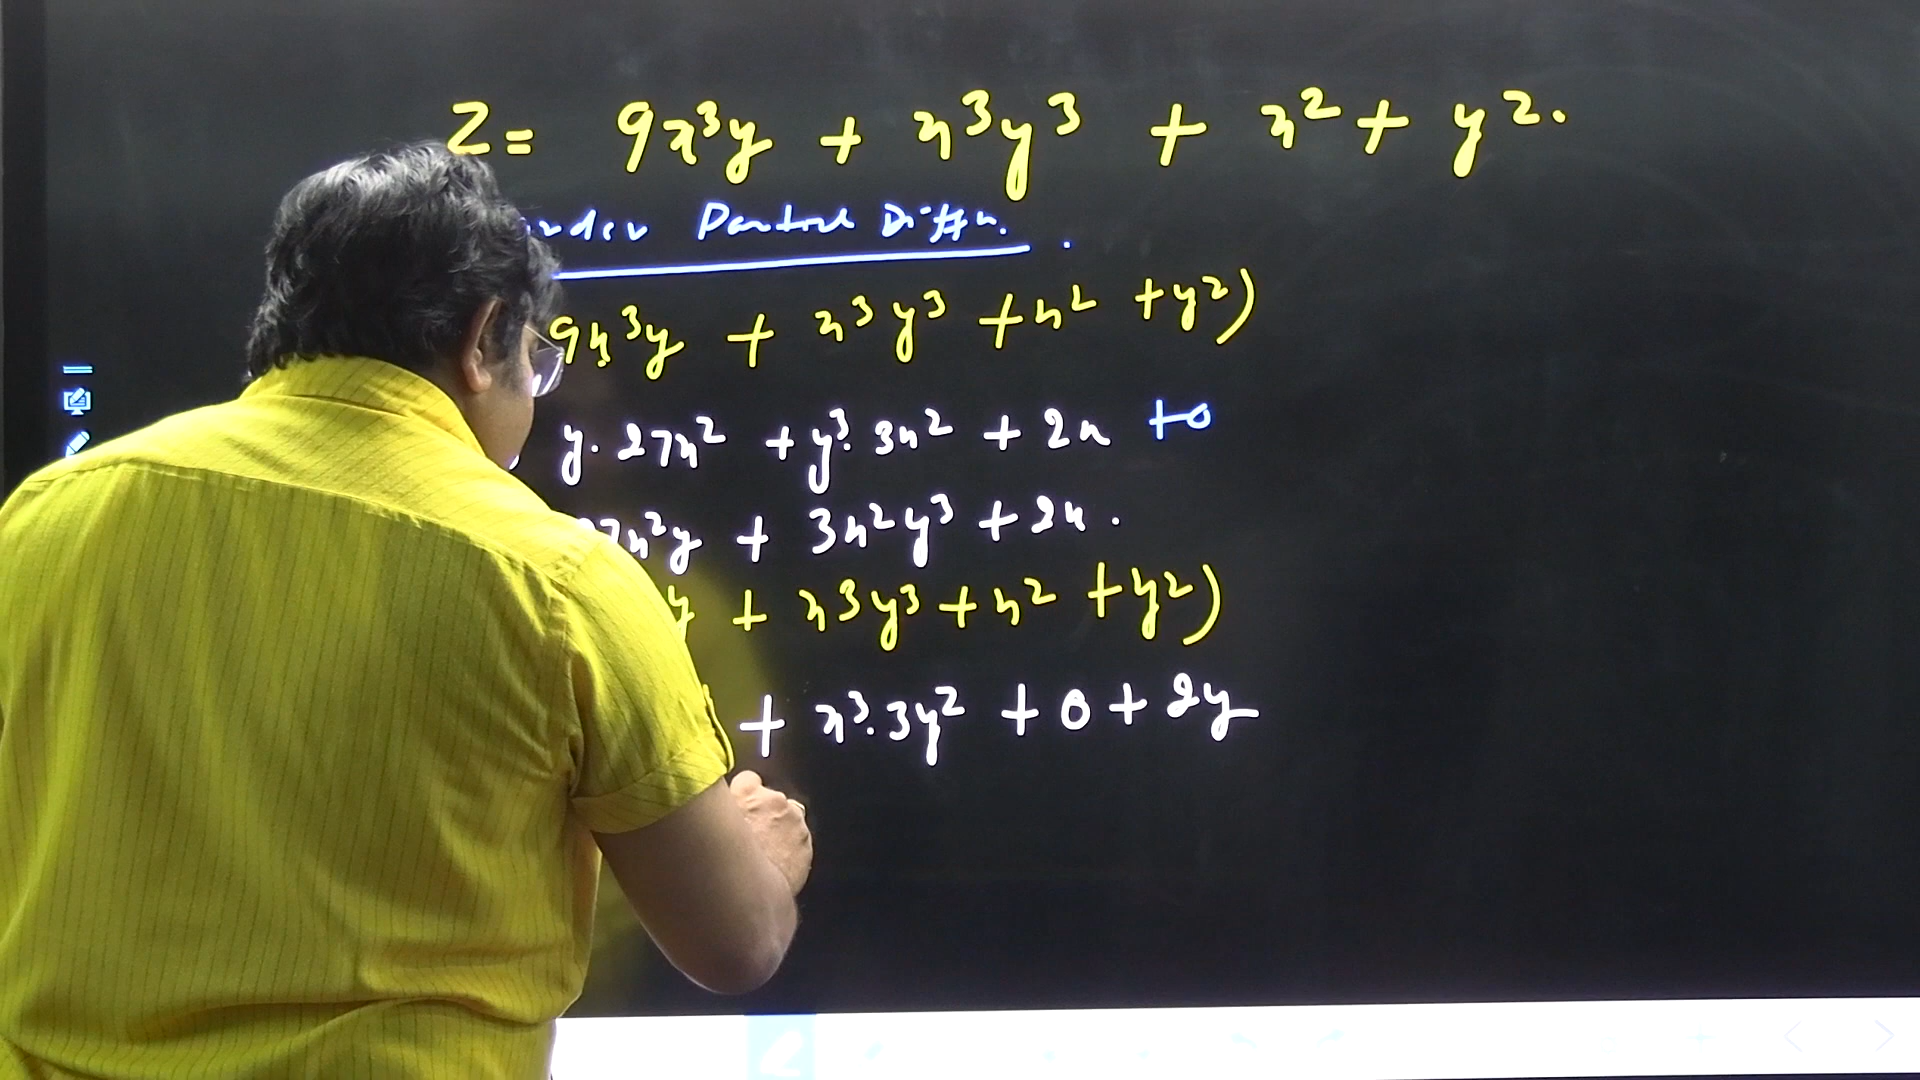 Z = 9x³y + x³y³ + x² + y².
Partial Diffn.
9x³y + x³y³ + x² + y²)
y. 27x² + y³. 3x² + 2x + 0
7x²y + 3x²y³ + 2x.
y + x³y³ + x² + y²)
+ x³. 3y² + 0 + 2y